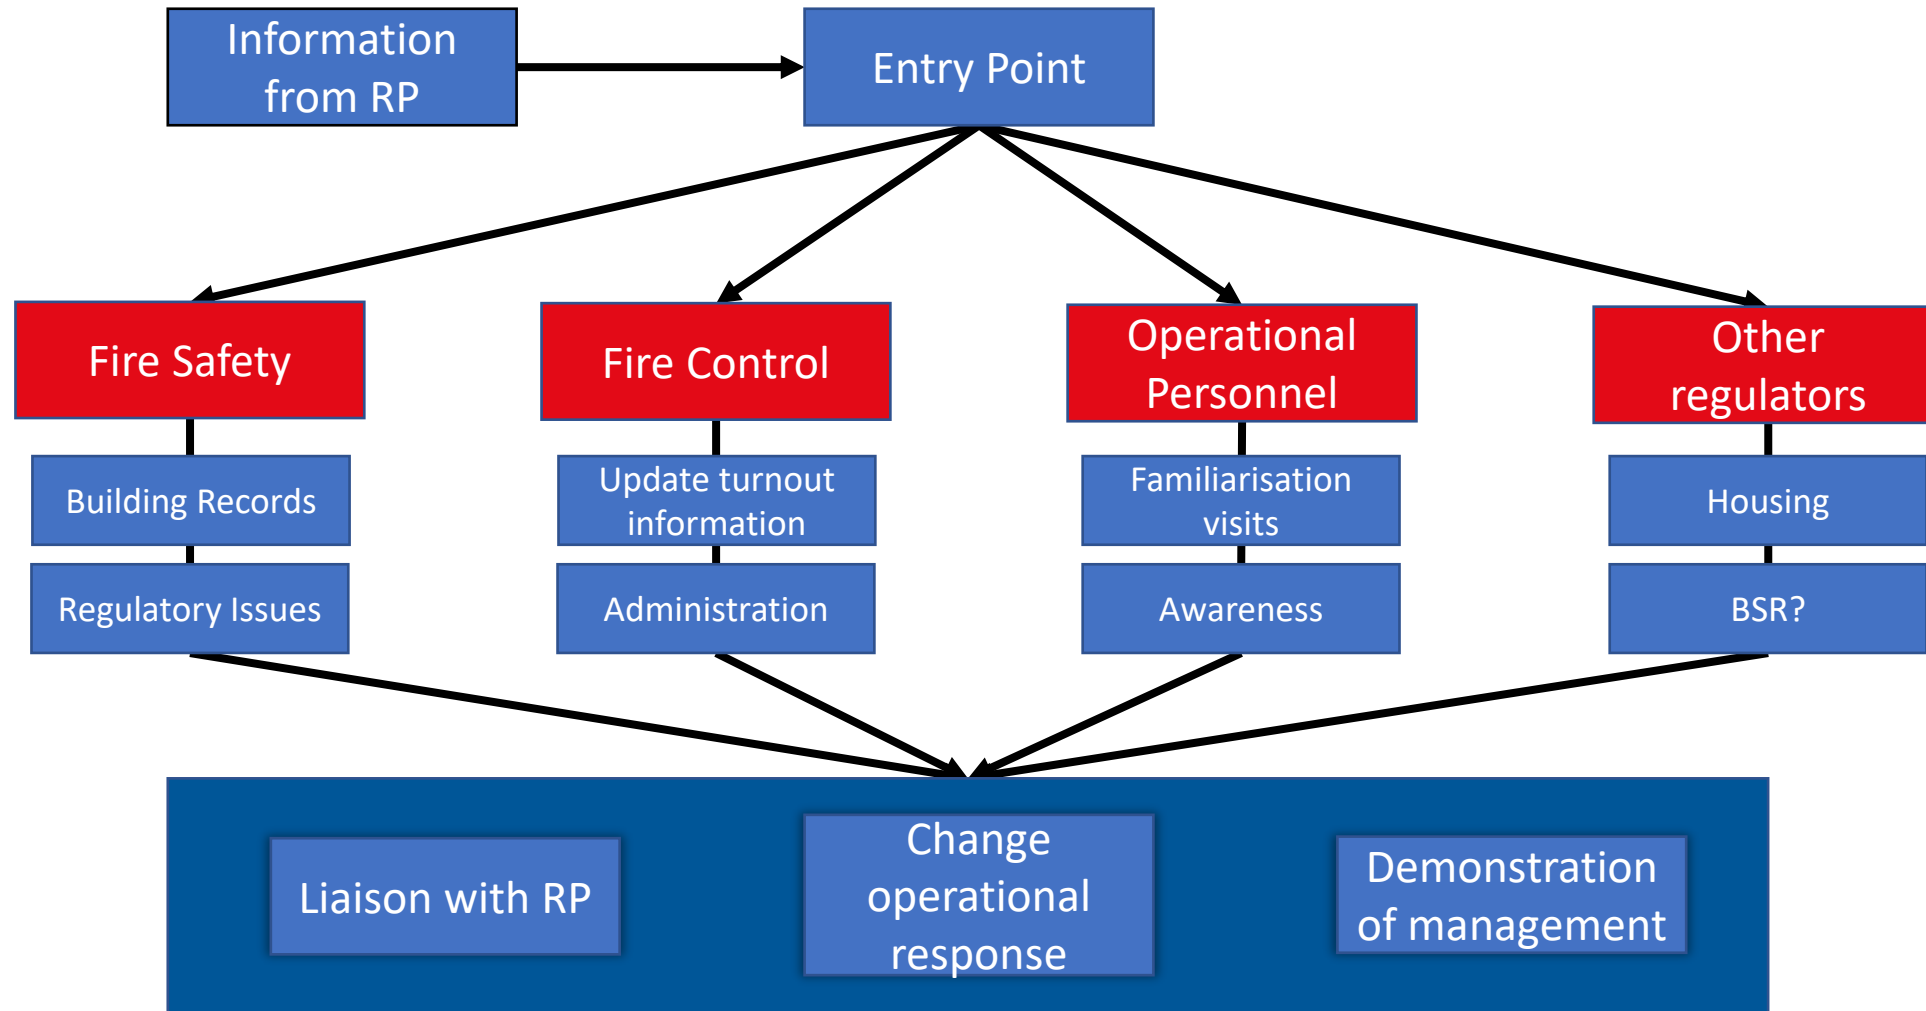 Information
from RP
Entry Point
Fire Safety
Fire Control
Operational
Personnel
Other
regulators
Building Records
Update turnout
information
Familiarisation
visits
Housing
Regulatory Issues
Administration
Awareness
BSR?
Liaison with RP
Change
operational
response
Demonstration
of management